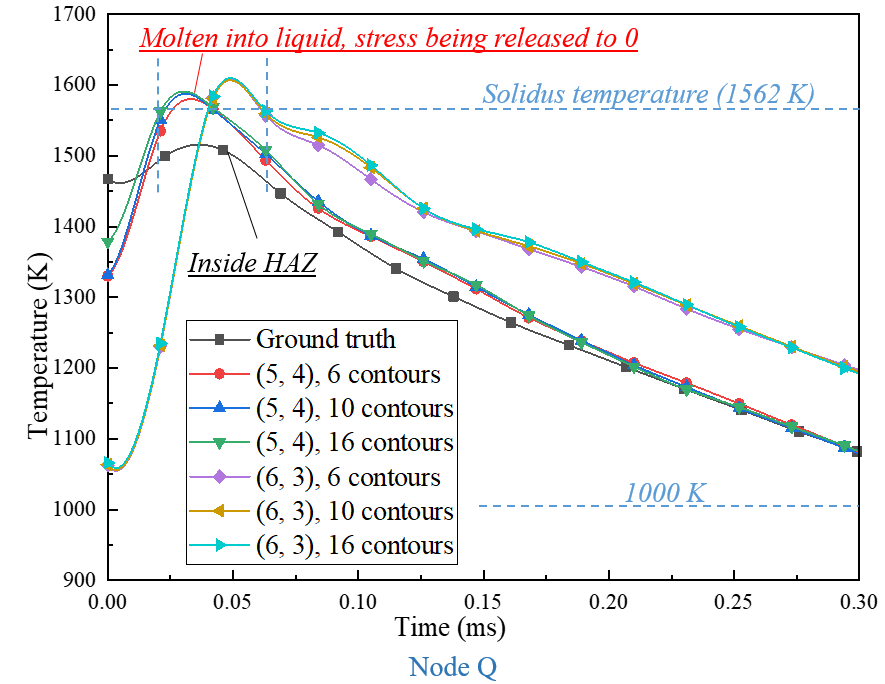 1700
1600
1500
1400
1300
1200
1100
1000
900
Temperature (K)
Molten into liquid, stress being released to 0
Solidus temperature (1562 K)
Inside HAZ
Ground truth
(5, 4), 6 contours
(5, 4), 10 contours
(5, 4), 16 contours
(6, 3), 6 contours
(6, 3), 10 contours
(6, 3), 16 contours
1000 K
0.00 0.05 0.10 0.15 0.20 0.25 0.30
Time (ms)
Node Q